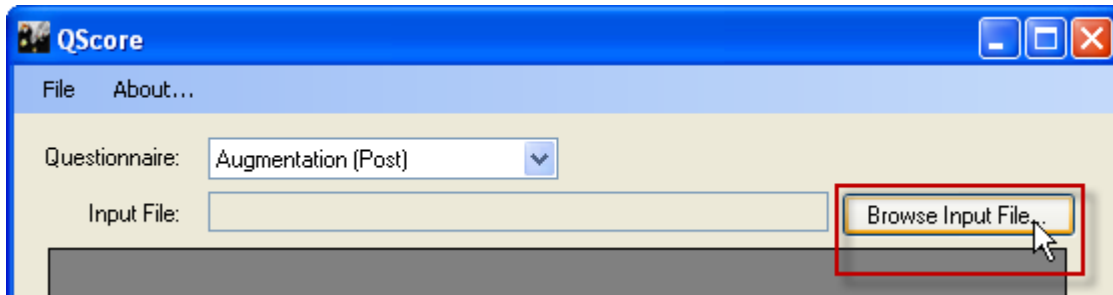 QScore
File About...
Questionnaire: Augmentation (Post)
Input File: Browse Input File...